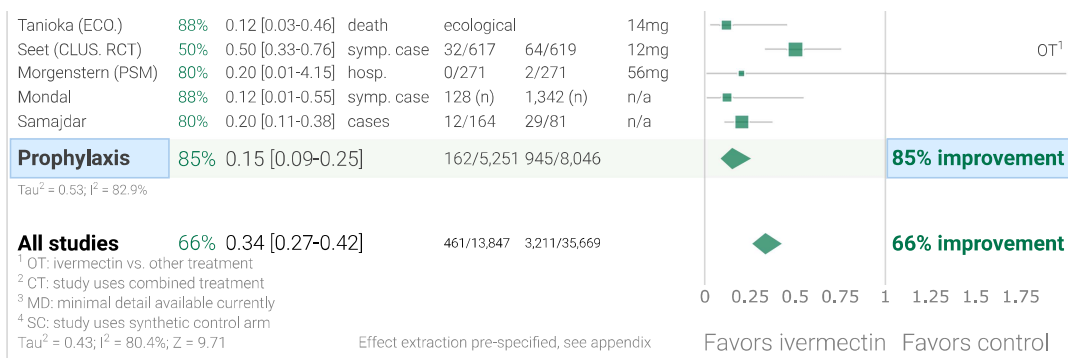 Tanioka (ECO.) 88% 0.12 [0.03-0.46] death ecological 14mg
Seet (CLUS. RCT) 50% 0.50 [0.33-0.76] symp. case 32/617 64/619 12mg OT¹
Morgenstern (PSM) 80% 0.20 [0.01-4.15] hosp. 0/271 2/271 56mg
Mondal 88% 0.12 [0.01-0.55] symp. case 128 (n) 1,342 (n) n/a
Samajdar 80% 0.20 [0.11-0.38] cases 12/164 29/81 n/a
Prophylaxis 85% 0.15 [0.09-0.25] 162/5,251 945/8,046 85% improvement
Tau² = 0.53; I² = 82.9%
All studies 66% 0.34 [0.27-0.42] 461/13,847 3,211/35,669 66% improvement
¹ OT: ivermectin vs. other treatment
² CT: study uses combined treatment
³ MD: minimal detail available currently
0 0.25 0.5 0.75 1 1.25 1.5 1.75
⁴ SC: study uses synthetic control arm
Tau² = 0.43; I² = 80.4%; Z = 9.71 Effect extraction pre-specified, see appendix Favors ivermectin Favors control